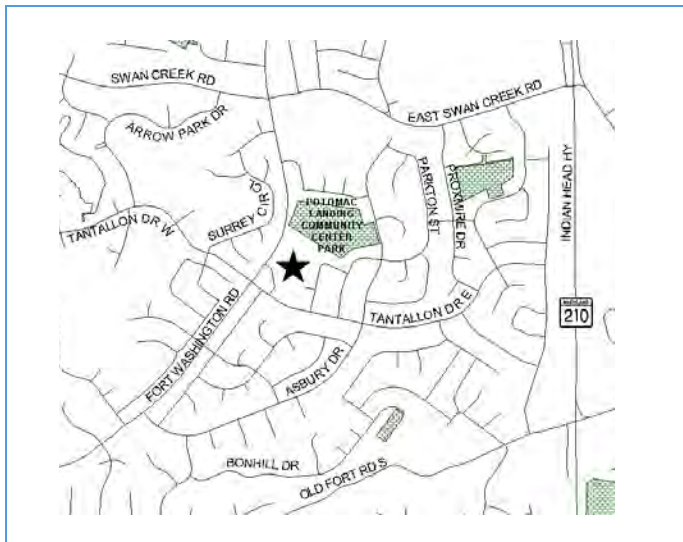 SWAN CREEK RD
EAST SWAN CREEK RD
ARROW PARK DR
PARKTON ST
PROXMIRE DR
INDIAN HEAD HY
SURREY CIRCL
POTOMAC
LANDING
COMMUNITY
CENTER
PARK
TANTALLON DR W
MARYLAND
210
TANTALLON DR E
FORT WASHINGTON RD
ASBURY DR
BONHILL DR
OLD FORT RD S